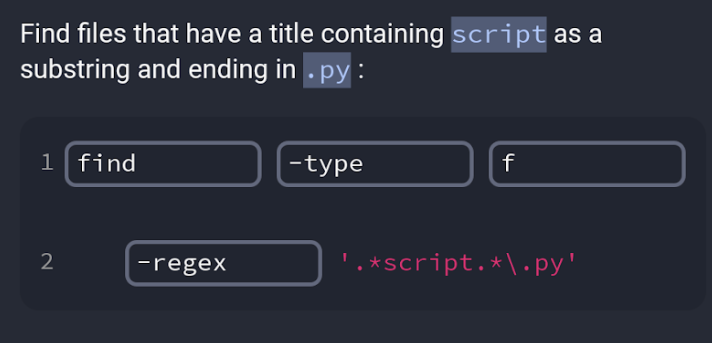 Find files that have a title containing script as a
substring and ending in .py :
1 find -type f
2 -regex '.*script.*\.py'